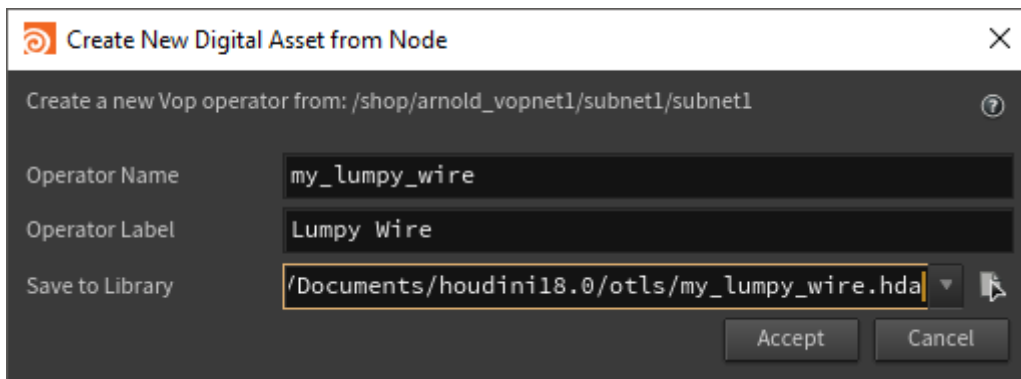 Create New Digital Asset from Node
Create a new Vop operator from: /shop/arnold_vopnet1/subnet1/subnet1
Operator Name my_lumpy_wire
Operator Label Lumpy Wire
Save to Library /Documents/houdini18.0/otls/my_lumpy_wire.hda
Accept Cancel